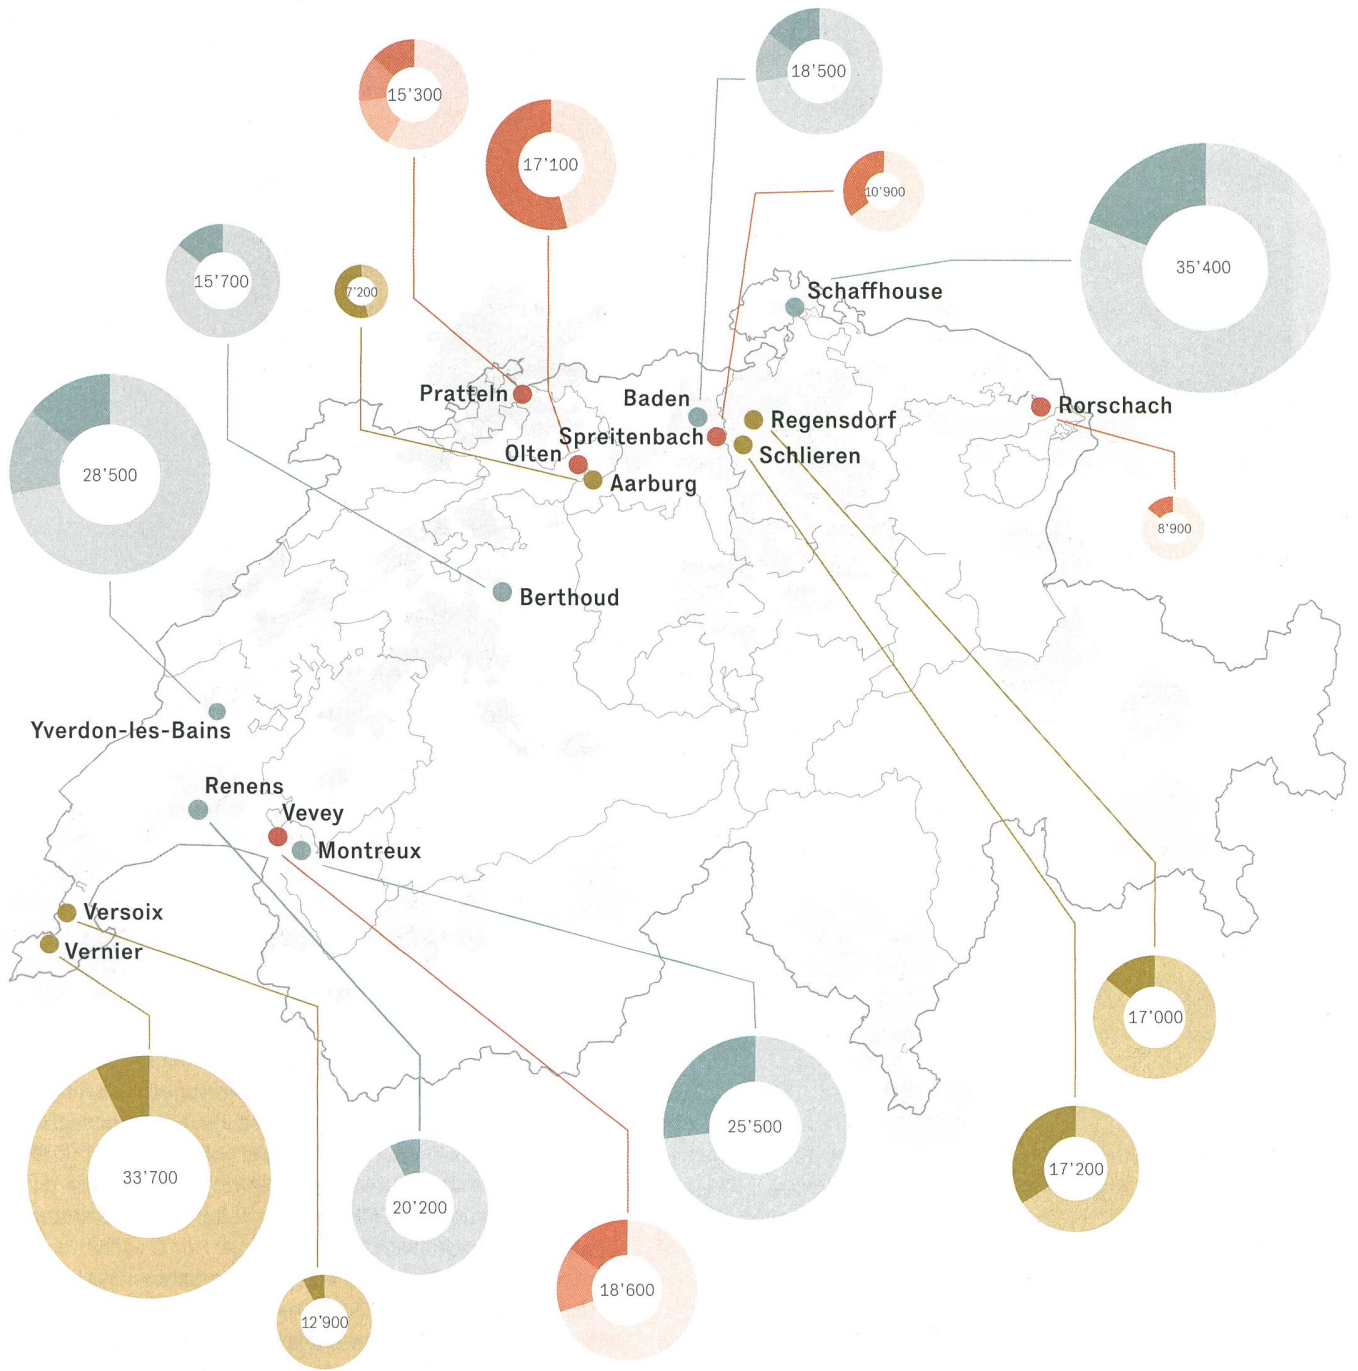 18'500
15'300
17'100
10'900
35'400
15'700
7'200
Schaffhouse
Pratteln
Baden
Rorschach
Regensdorf
Spreitenbach
Olten
Schlieren
28'500
Aarburg
8'900
Berthoud
Yverdon-les-Bains
Renens
Vevey
Montreux
Versoix
Vernier
17'000
25'500
17'200
33'700
20'200
18'600
12'900